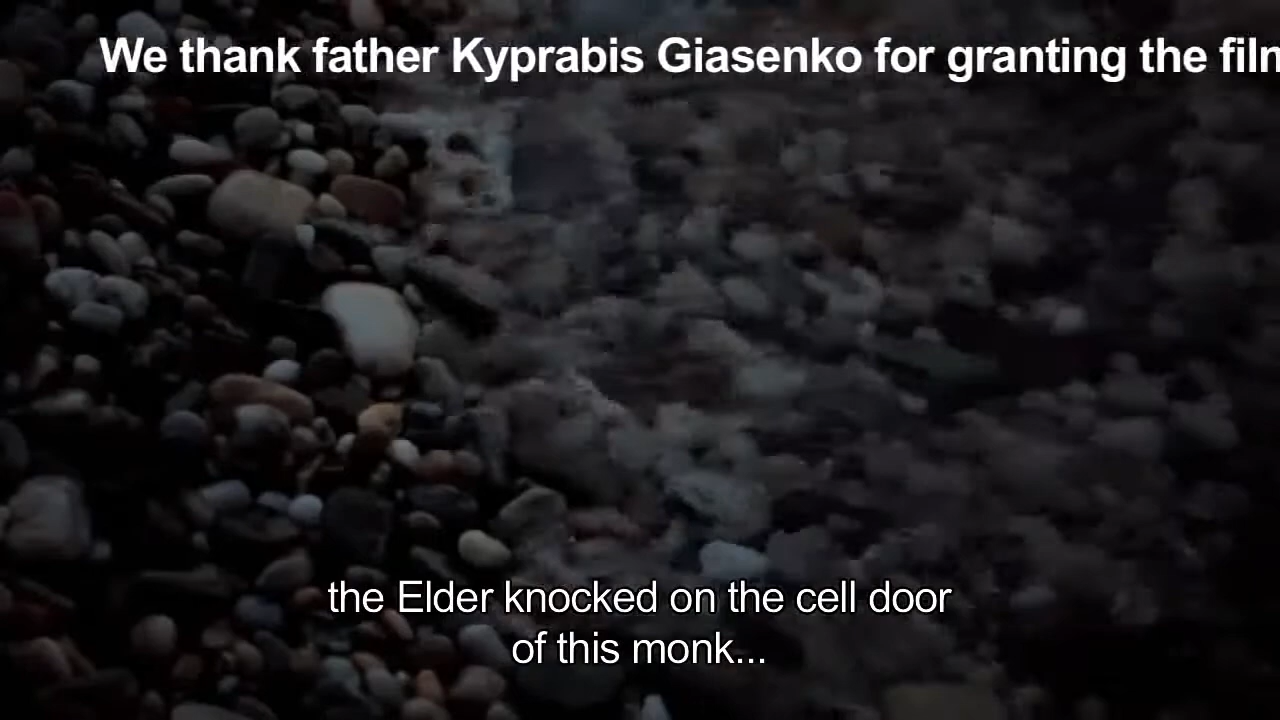 We thank father Kyprabis Giasenko for granting the film
the Elder knocked on the cell door
of this monk...